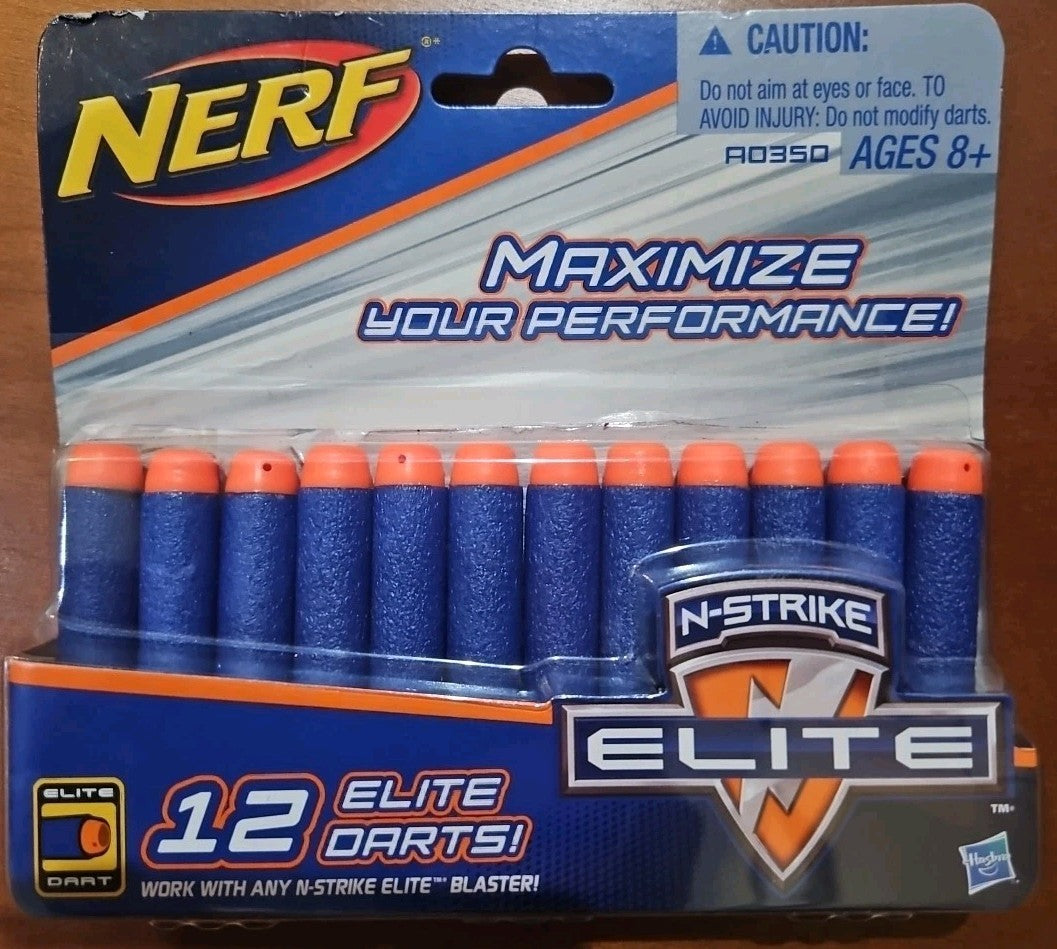 NERF®*
CAUTION:
Do not aim at eyes or face. TO
AVOID INJURY: Do not modify darts.
A0350 AGES 8+
MAXIMIZE
YOUR PERFORMANCE!
N-STRIKE
ELITE
TM*
ELITE
DART
12 ELITE
DARTS!
WORK WITH ANY N-STRIKE ELITE™* BLASTER!
Hasbro